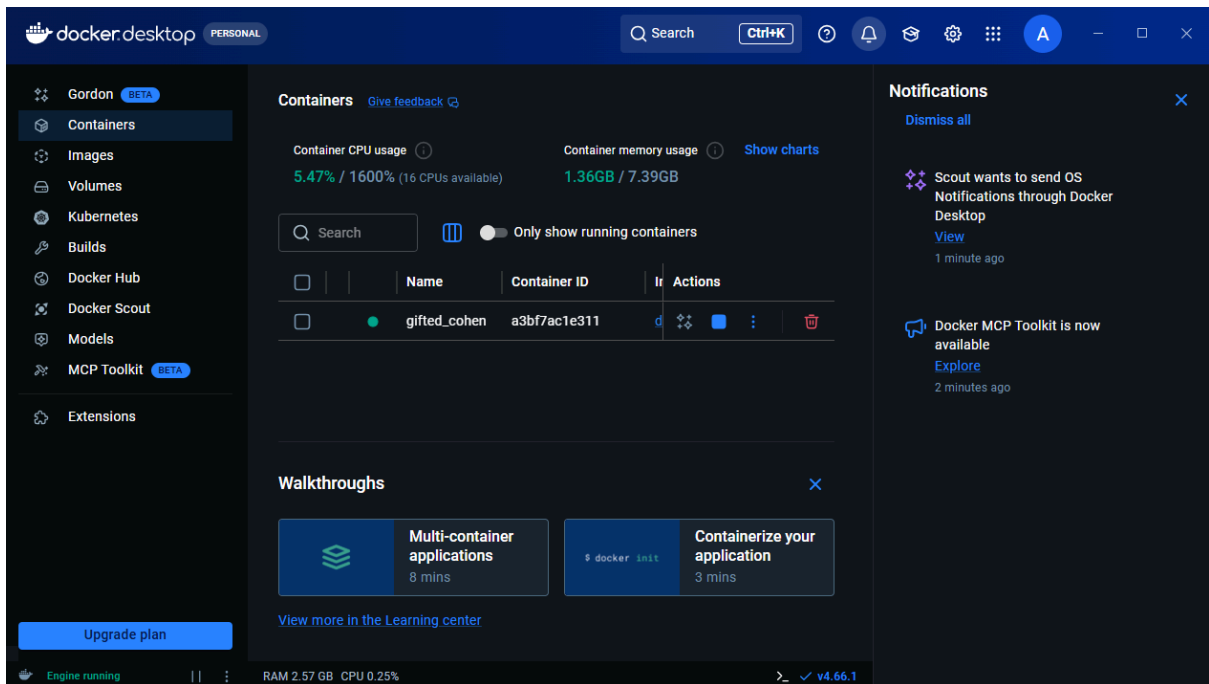 docker.desktop PERSONAL
Search Ctrl+K
A
Gordon BETA
Containers
Images
Volumes
Kubernetes
Builds
Docker Hub
Docker Scout
Models
MCP Toolkit BETA
Extensions
Upgrade plan
Containers Give feedback
Container CPU usage
5.47% / 1600% (16 CPUs available)
Container memory usage
1.36GB / 7.39GB
Show charts
Search
Only show running containers
Name Container ID Actions
gifted_cohen a3bf7ac1e311 d
Walkthroughs
Multi-container
applications
8 mins
$ docker init
Containerize your
application
3 mins
View more in the Learning center
Notifications
Dismiss all
Scout wants to send OS
Notifications through Docker
Desktop
View
1 minute ago
Docker MCP Toolkit is now
available
Explore
2 minutes ago
Engine running
RAM 2.57 GB CPU 0.25%
v4.66.1